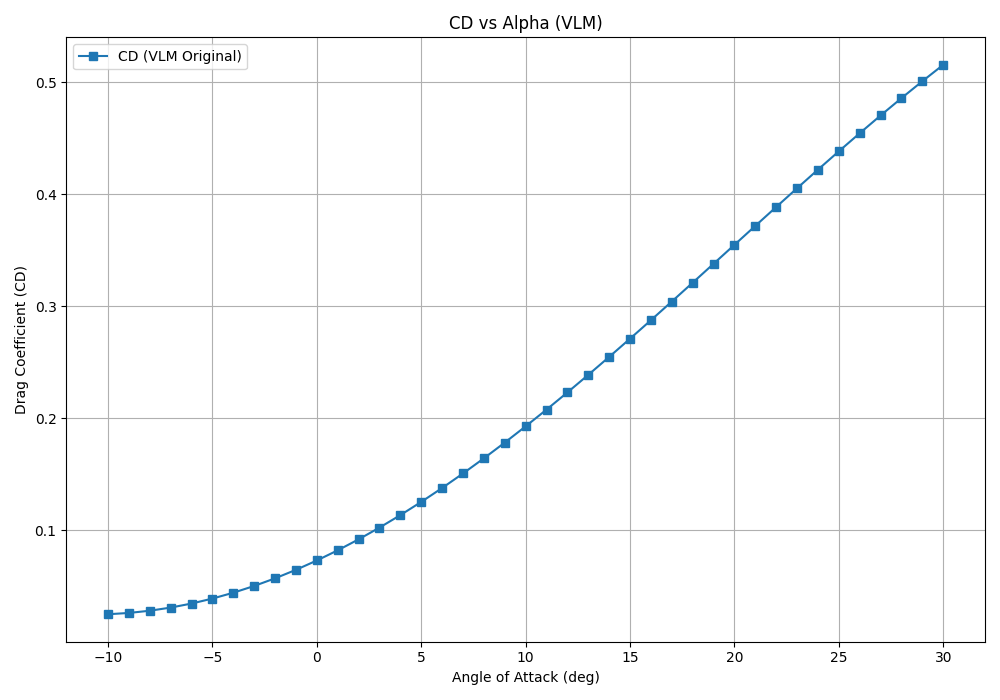 CD vs Alpha (VLM)
CD (VLM Original)
Drag Coefficient (CD)
0.5
0.4
0.3
0.2
0.1
−10 −5 0 5 10 15 20 25 30
Angle of Attack (deg)